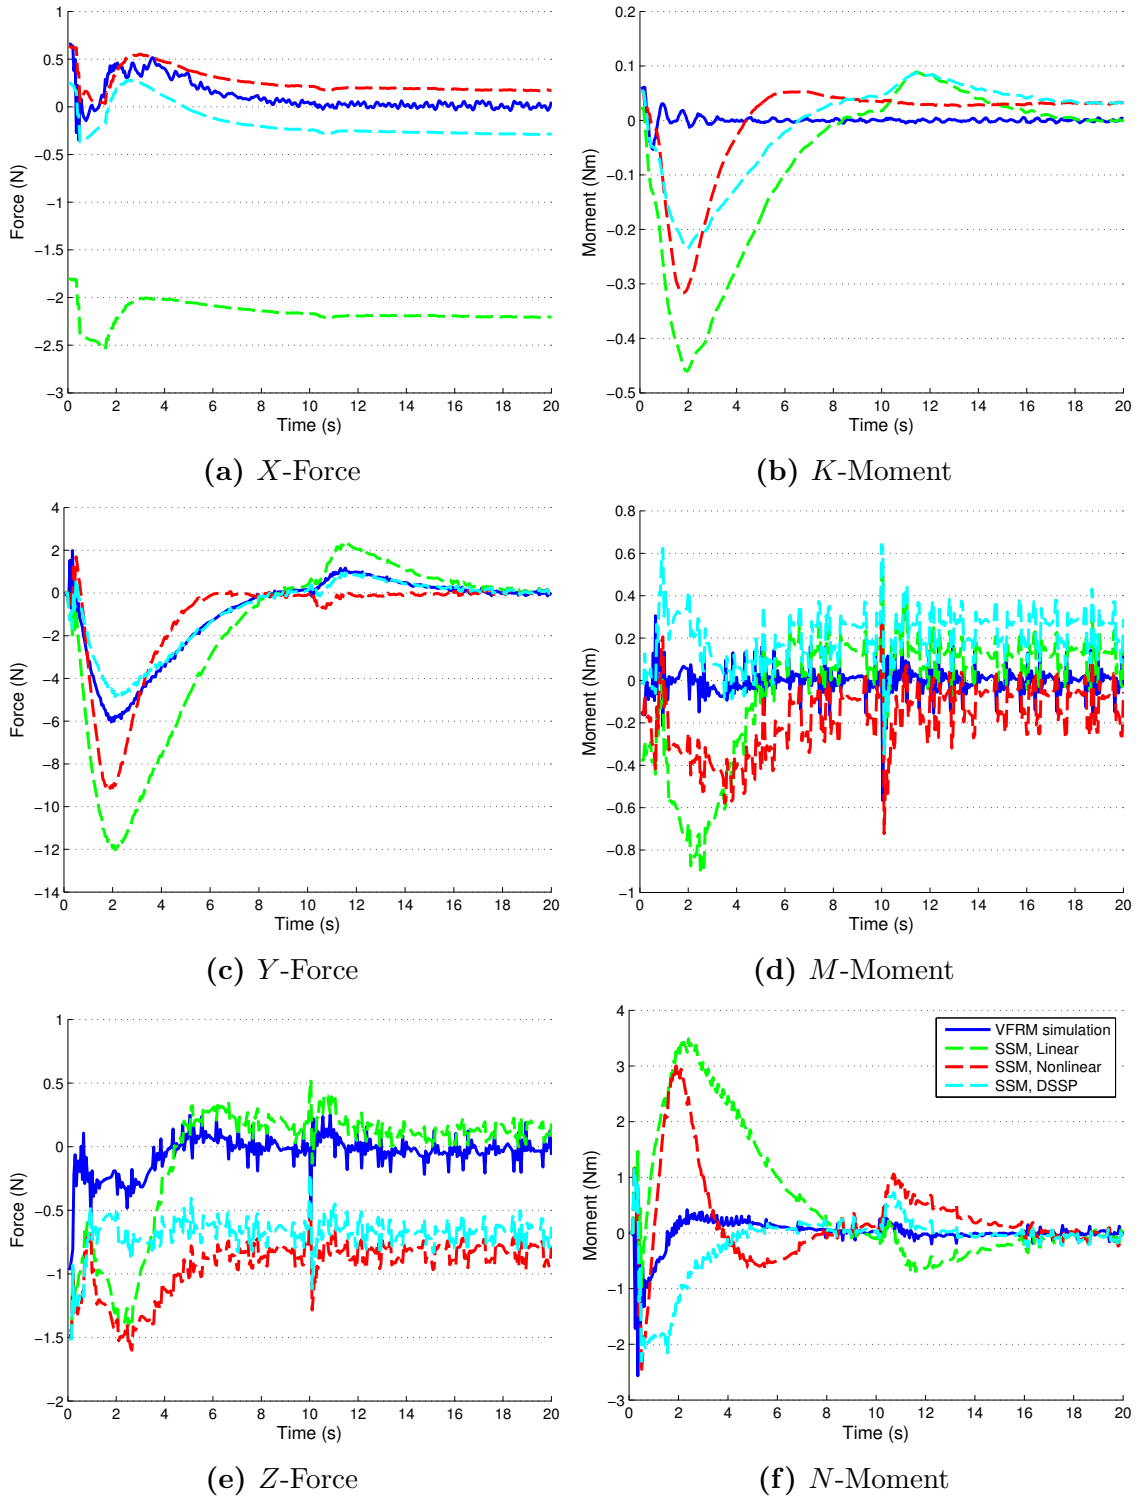 1
0.5
0
−0.5
−1
−1.5
−2
−2.5
−3
Force (N)
0 2 4 6 8 10 12 14 16 18 20
Time (s)
(a) X-Force
0.2
0.1
0
−0.1
−0.2
−0.3
−0.4
−0.5
Moment (Nm)
0 2 4 6 8 10 12 14 16 18 20
Time (s)
(b) K-Moment
4
2
0
−2
−4
−6
−8
−10
−12
−14
Force (N)
0 2 4 6 8 10 12 14 16 18 20
Time (s)
(c) Y-Force
0.8
0.6
0.4
0.2
0
−0.2
−0.4
−0.6
−0.8
−1
Moment (Nm)
0 2 4 6 8 10 12 14 16 18 20
Time (s)
(d) M-Moment
1
0.5
0
−0.5
−1
−1.5
−2
Force (N)
0 2 4 6 8 10 12 14 16 18 20
Time (s)
(e) Z-Force
4
3
2
1
0
−1
−2
−3
Moment (Nm)
VFRM simulation
SSM, Linear
SSM, Nonlinear
SSM, DSSP
0 2 4 6 8 10 12 14 16 18 20
Time (s)
(f) N-Moment